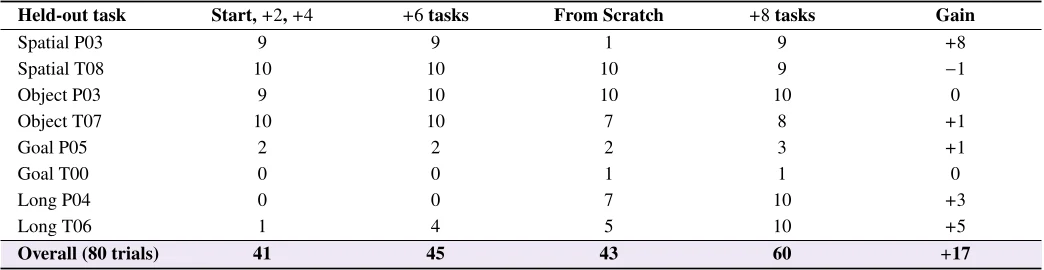 Held-out task Start, +2, +4 +6 tasks From Scratch +8 tasks Gain
Spatial P03 9 9 1 9 +8
Spatial T08 10 10 10 9 −1
Object P03 9 10 10 10 0
Object T07 10 10 7 8 +1
Goal P05 2 2 2 3 +1
Goal T00 0 0 1 1 0
Long P04 0 0 7 10 +3
Long T06 1 4 5 10 +5
Overall (80 trials) 41 45 43 60 +17